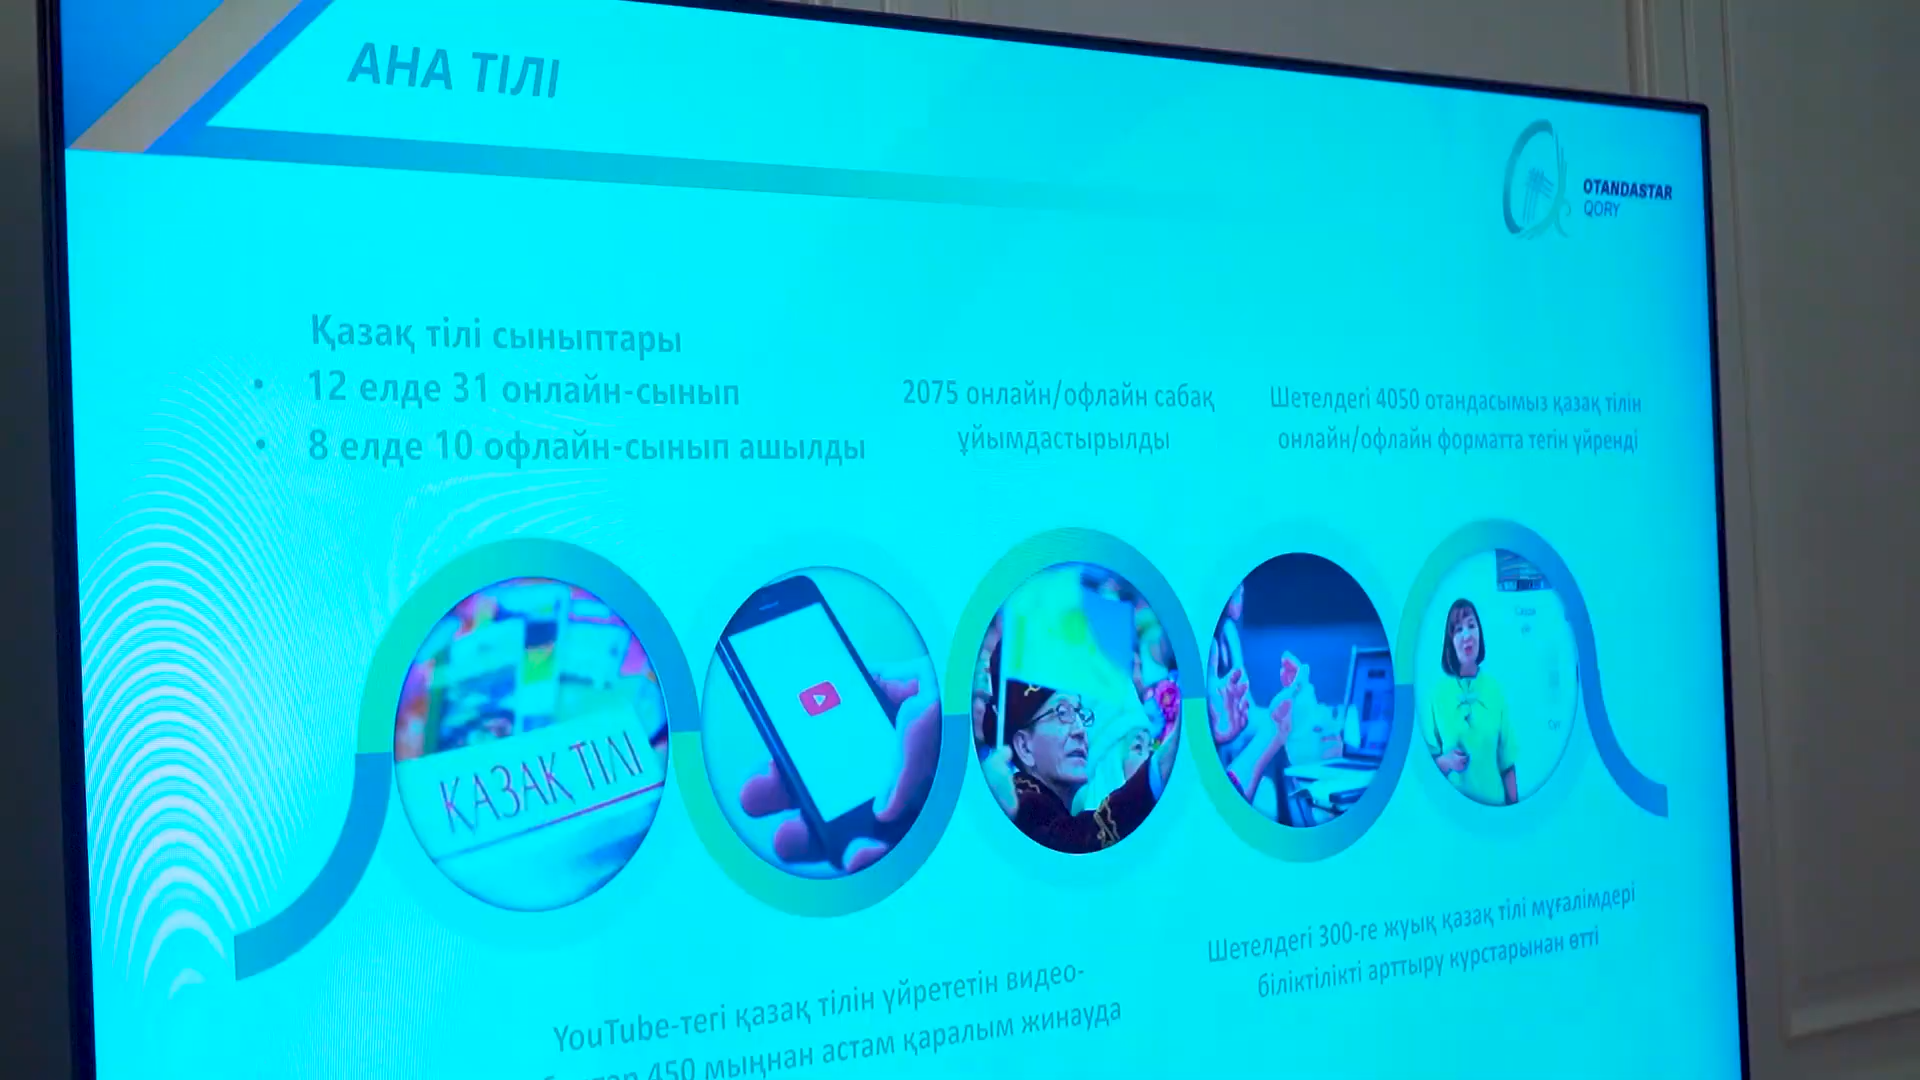 АНА ТІЛІ
OTANDASTAR
QORY
Қазақ тілі сыныптары
• 12 елде 31 онлайн-сынып
• 8 елде 10 офлайн-сынып ашылды
2075 онлайн/офлайн сабақ
ұйымдастырылды
Шетелдегі 4050 отандасымыз қазақ тілін
онлайн/офлайн форматта тегін үйренді
ҚАЗАҚ ТІЛІ
YouTube-тегі қазақ тілін үйрететін видео-
450 мыңнан астам қаралым жинауда
Шетелдегі 300-ге жуық қазақ тілі мұғалімдері
біліктілікті арттыру курстарынан өтті